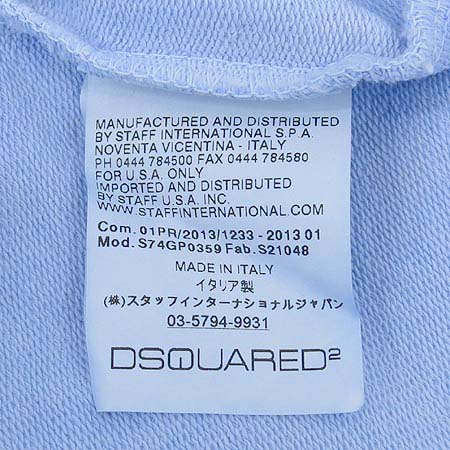 MANUFACTURED AND DISTRIBUTED
BY STAFF INTERNATIONAL S.P.A.
NOVENTA VICENTINA - ITALY
PH 0444 784500 FAX 0444 784580
FOR U.S.A. ONLY
IMPORTED AND DISTRIBUTED
BY STAFF U.S.A. INC.
WWW.STAFFINTERNATIONAL.COM
Com. 01PR/2013/1233 - 2013 01
Mod. S74GP0359 Fab. S21048
MADE IN ITALY
イタリア製
(株)スタッフインターナショナルジャパン
03-5794-9931
DSQUARED2